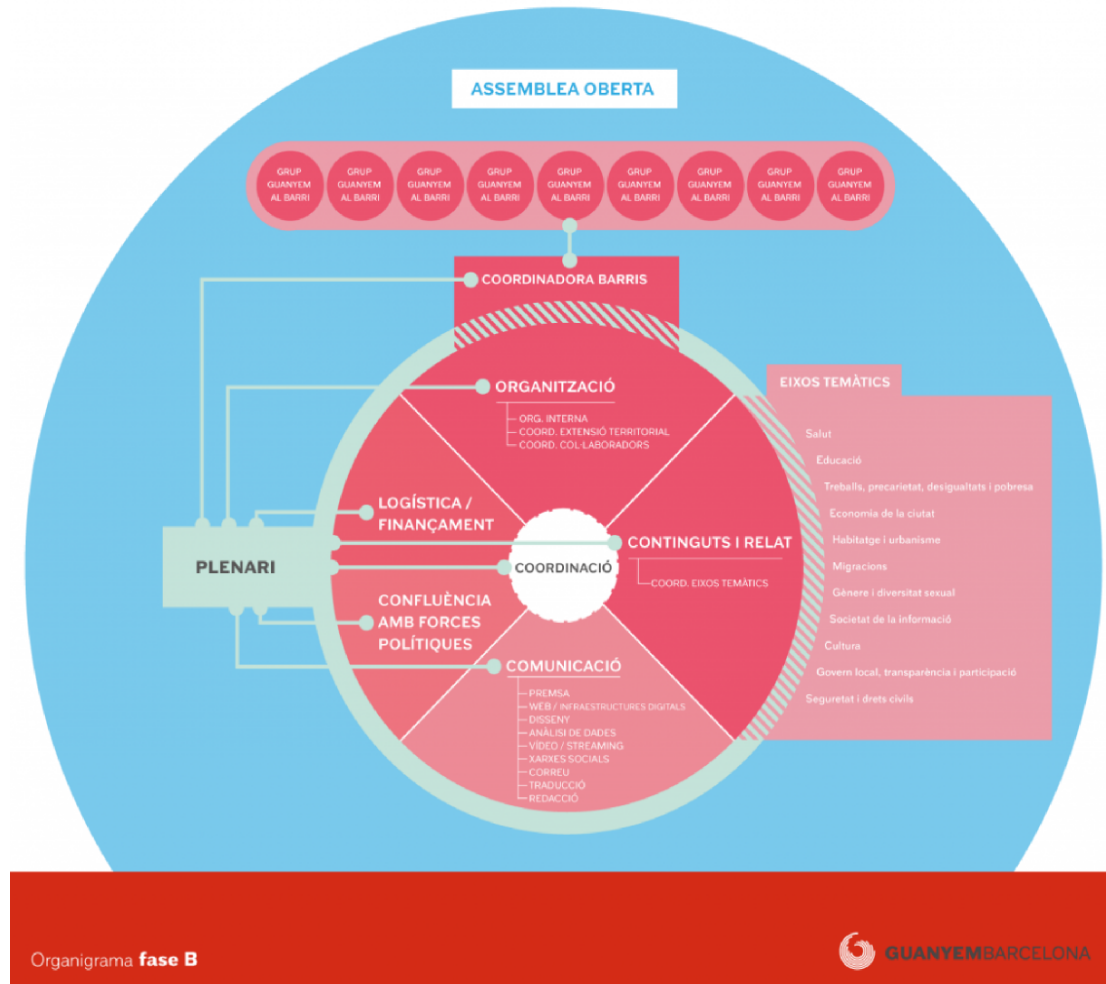 ASSEMBLEA OBERTA
GRUP
GUANYEM
AL BARRI
GRUP
GUANYEM
AL BARRI
GRUP
GUANYEM
AL BARRI
GRUP
GUANYEM
AL BARRI
GRUP
GUANYEM
AL BARRI
GRUP
GUANYEM
AL BARRI
GRUP
GUANYEM
AL BARRI
GRUP
GUANYEM
AL BARRI
GRUP
GUANYEM
AL BARRI
COORDINADORA BARRIS
ORGANITZACIÓ
ORG. INTERNA
COORD. EXTENSIÓ TERRITORIAL
COORD. COL·LABORADORS
LOGÍSTICA /
FINANÇAMENT
PLENARI
COORDINACIÓ
CONTINGUTS I RELAT
COORD. EIXOS TEMÀTICS
CONFLUÈNCIA
AMB FORCES
POLÍTIQUES
COMUNICACIÓ
PREMSA
WEB / INFRAESTRUCTURES DIGITALS
DISSENY
ANÀLISI DE DADES
VÍDEO / STREAMING
XARXES SOCIALS
CORREU
TRADUCCIÓ
REDACCIÓ
EIXOS TEMÀTICS
Salut
Educació
Treballs, precarietat, desigualtats i pobresa
Economia de la ciutat
Habitatge i urbanisme
Migracions
Gènere i diversitat sexual
Societat de la informació
Cultura
Govern local, transparència i participació
Seguretat i drets civils
Organigrama fase B
GUANYEMBARCELONA